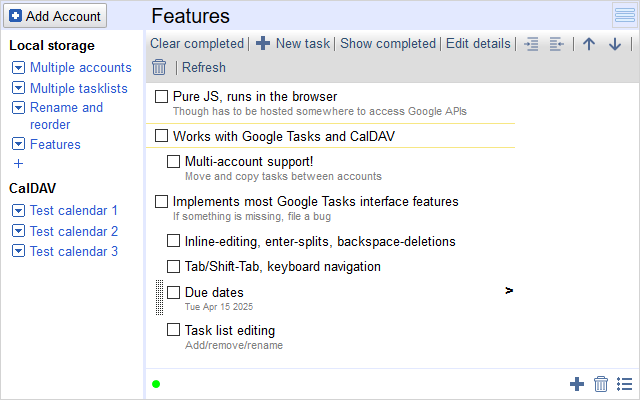 Add Account
Features
Local storage
Multiple accounts
Multiple tasklists
Rename and
reorder
Features
CalDAV
Test calendar 1
Test calendar 2
Test calendar 3
Clear completed | New task | Show completed | Edit details | | |
| Refresh
Pure JS, runs in the browser
Though has to be hosted somewhere to access Google APIs
Works with Google Tasks and CalDAV
Multi-account support!
Move and copy tasks between accounts
Implements most Google Tasks interface features
If something is missing, file a bug
Inline-editing, enter-splits, backspace-deletions
Tab/Shift-Tab, keyboard navigation
Due dates >
Tue Apr 15 2025
Task list editing
Add/remove/rename